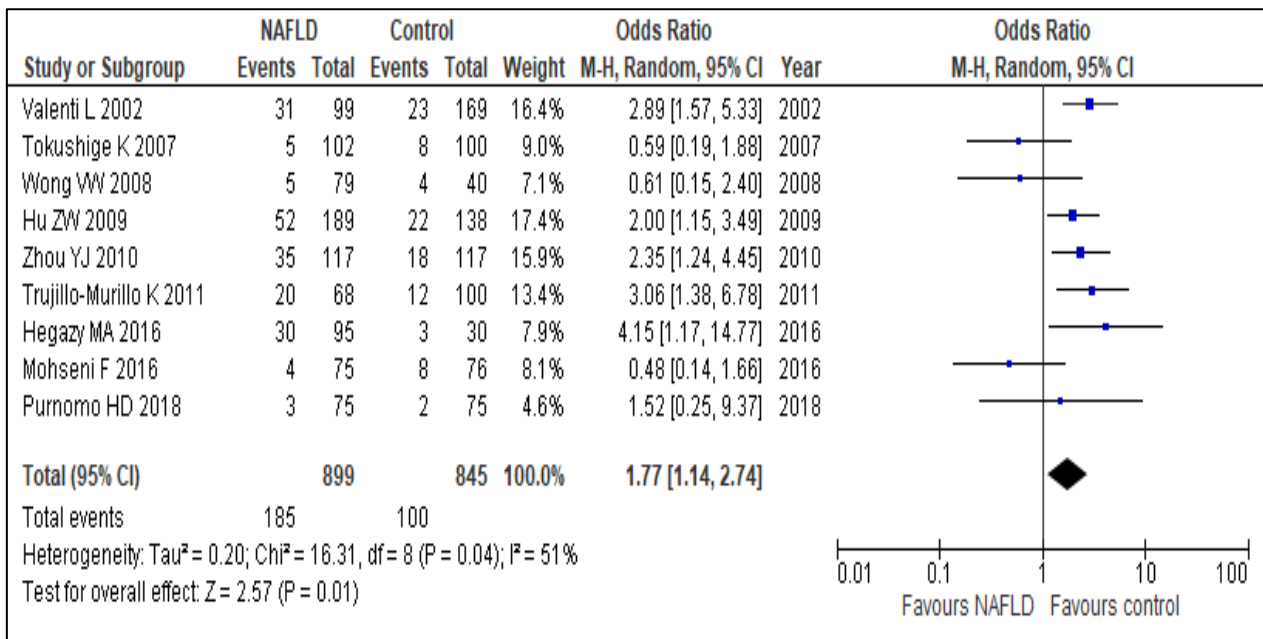 NAFLD Control Odds Ratio Odds Ratio
Study or Subgroup Events Total Events Total Weight M-H, Random, 95% CI Year M-H, Random, 95% CI
Valenti L 2002 31 99 23 169 16.4% 2.89 [1.57, 5.33] 2002
Tokushige K 2007 5 102 8 100 9.0% 0.59 [0.19, 1.88] 2007
Wong VW 2008 5 79 4 40 7.1% 0.61 [0.15, 2.40] 2008
Hu ZW 2009 52 189 22 138 17.4% 2.00 [1.15, 3.49] 2009
Zhou YJ 2010 35 117 18 117 15.9% 2.35 [1.24, 4.45] 2010
Trujillo-Murillo K 2011 20 68 12 100 13.4% 3.06 [1.38, 6.78] 2011
Hegazy MA 2016 30 95 3 30 7.9% 4.15 [1.17, 14.77] 2016
Mohseni F 2016 4 75 8 76 8.1% 0.48 [0.14, 1.66] 2016
Purnomo HD 2018 3 75 2 75 4.6% 1.52 [0.25, 9.37] 2018
Total (95% CI) 899 845 100.0% 1.77 [1.14, 2.74]
Total events 185 100
Heterogeneity: Tau² = 0.20; Chi² = 16.31, df = 8 (P = 0.04); I² = 51%
Test for overall effect: Z = 2.57 (P = 0.01)
0.01 0.1 1 10 100
Favours NAFLD Favours control